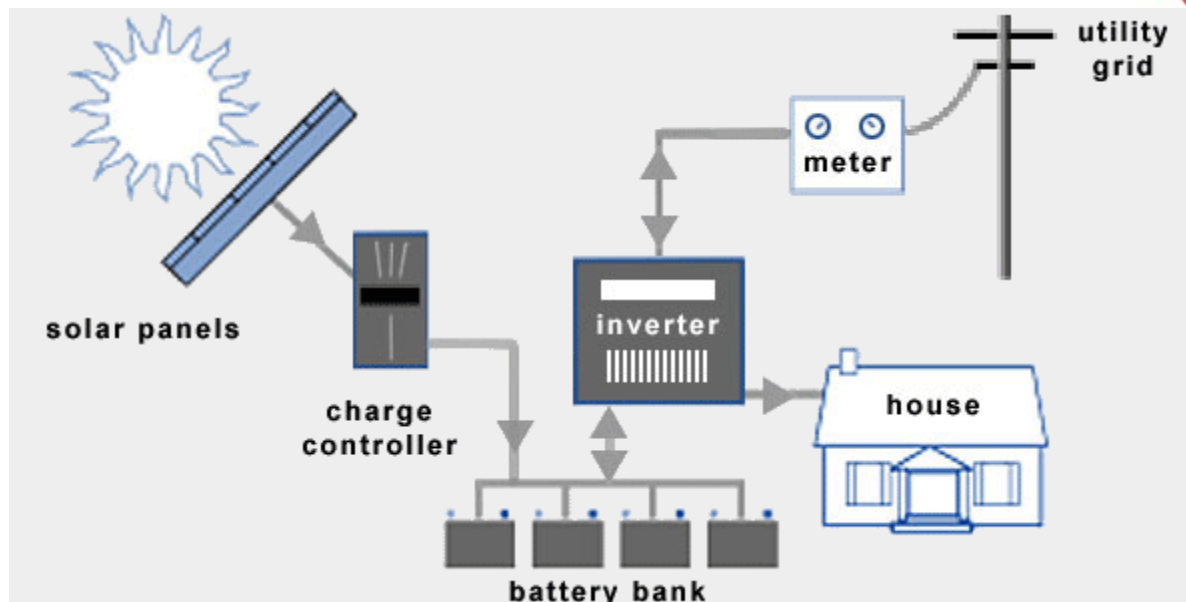 utility
grid
meter
inverter
solar panels
charge
controller
house
battery bank